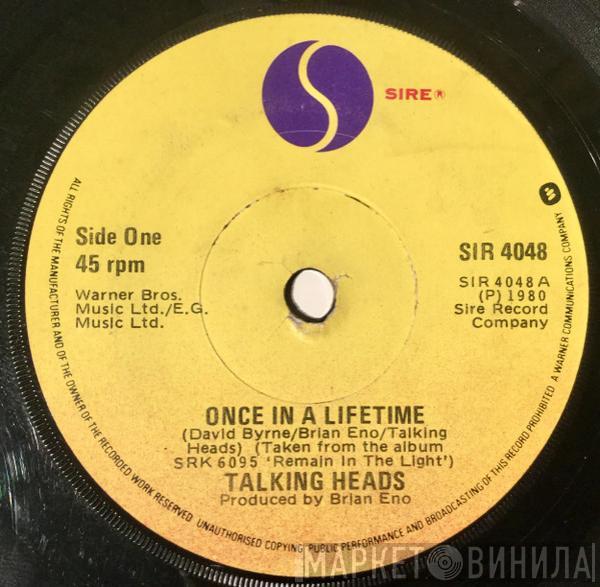 SIRE®
Side One
45 rpm
SIR 4048
SIR 4048 A
(P) 1980
Sire Record
Company
Warner Bros.
Music Ltd./E.G.
Music Ltd.
ONCE IN A LIFETIME
(David Byrne/Brian Eno/Talking
Heads) (Taken from the album
SRK 6095 'Remain In The Light')
TALKING HEADS
Produced by Brian Eno
ALL RIGHTS OF THE MANUFACTURER AND OF THE OWNER OF THE RECORDED WORK RESERVED. UNAUTHORISED COPYING, PUBLIC PERFORMANCE AND BROADCASTING OF THIS RECORD PROHIBITED A WARNER COMMUNICATIONS COMPANY
МАРКЕТ ВИНИЛА